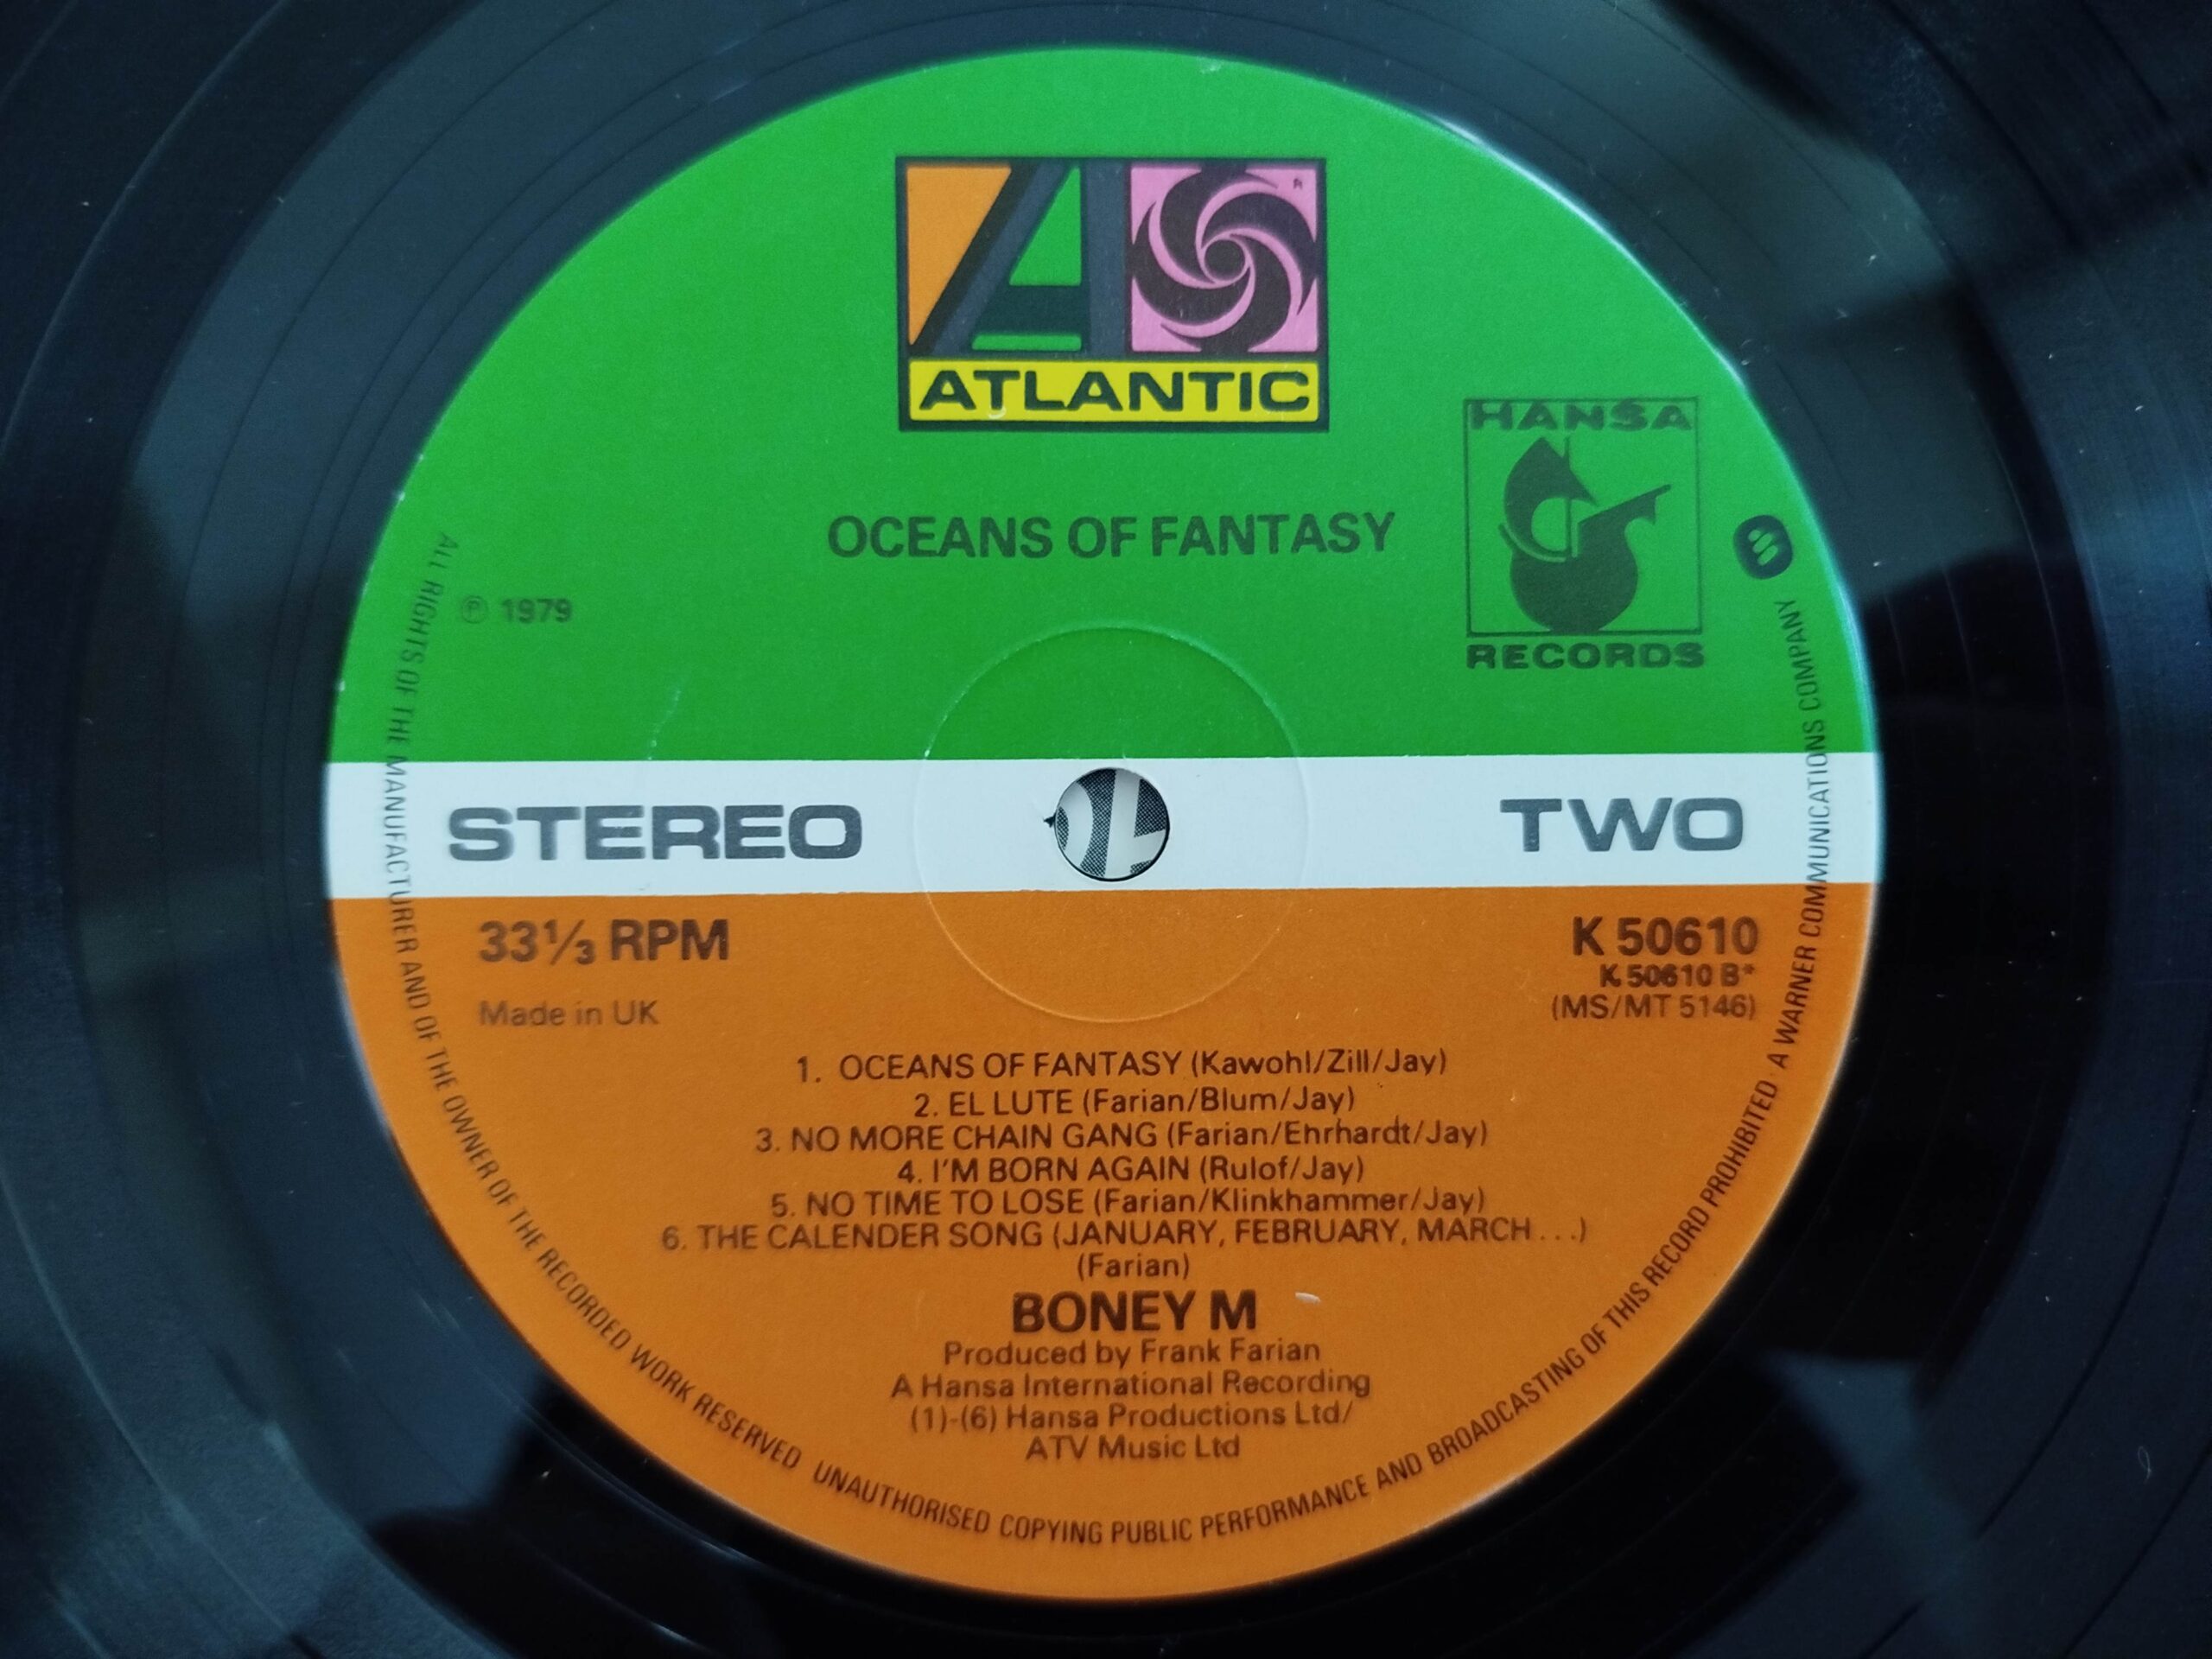 ATLANTIC
HANSA
RECORDS
OCEANS OF FANTASY
℗ 1979
STEREO
TWO
33⅓ RPM
Made in UK
K 50610
K 50610 B*
(MS/MT 5146)
1. OCEANS OF FANTASY (Kawohl/Zill/Jay)
2. EL LUTE (Farian/Blum/Jay)
3. NO MORE CHAIN GANG (Farian/Ehrhardt/Jay)
4. I'M BORN AGAIN (Rulof/Jay)
5. NO TIME TO LOSE (Farian/Klinkhammer/Jay)
6. THE CALENDER SONG (JANUARY, FEBRUARY, MARCH...)
(Farian)
BONEY M
Produced by Frank Farian
A Hansa International Recording
(1)-(6) Hansa Productions Ltd/
ATV Music Ltd
ALL RIGHTS OF THE MANUFACTURER AND OF THE OWNER OF THE RECORDED WORK RESERVED UNAUTHORISED COPYING PUBLIC PERFORMANCE AND BROADCASTING OF THIS RECORD PROHIBITED · A WARNER COMMUNICATIONS COMPANY